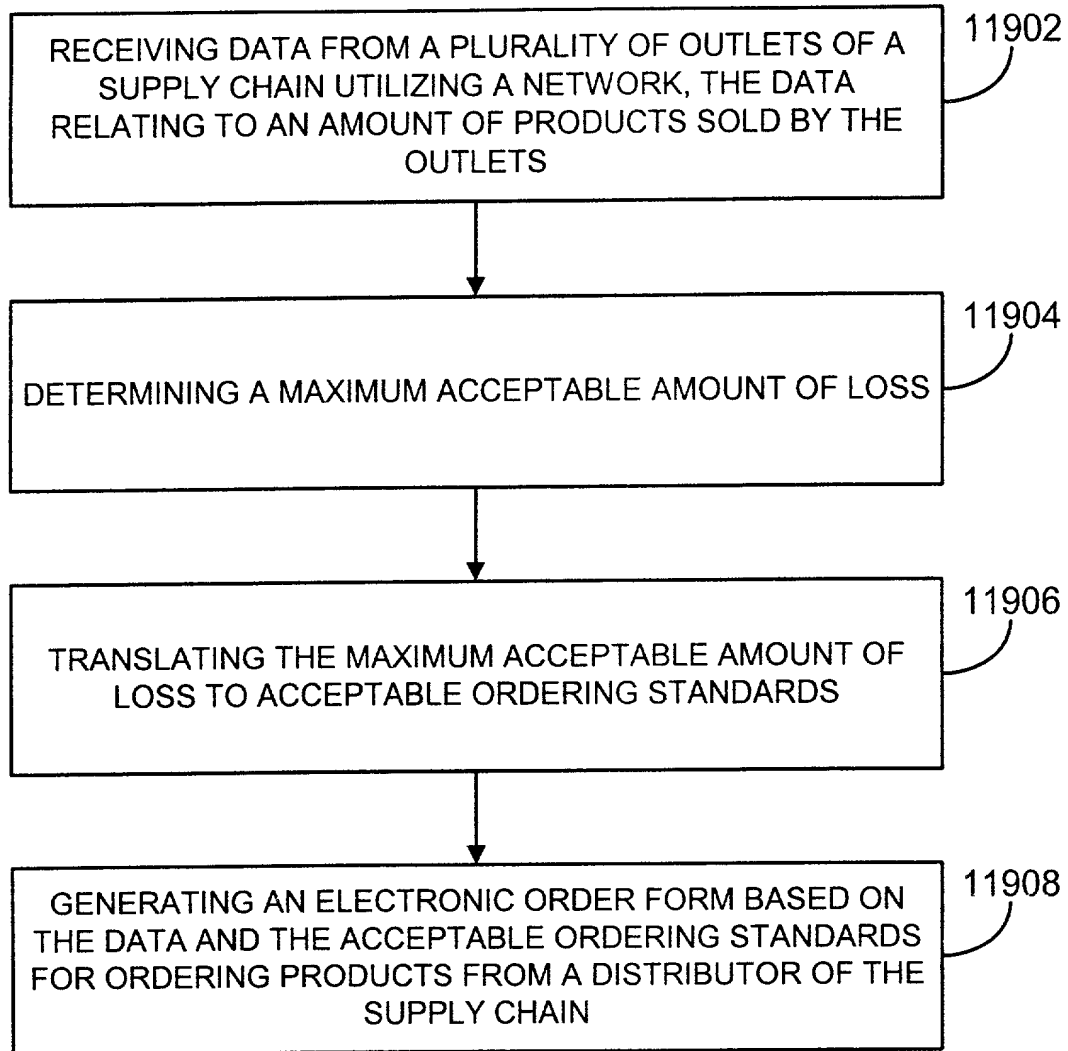 RECEIVING DATA FROM A PLURALITY OF OUTLETS OF A
SUPPLY CHAIN UTILIZING A NETWORK, THE DATA
RELATING TO AN AMOUNT OF PRODUCTS SOLD BY THE
OUTLETS
11902
DETERMINING A MAXIMUM ACCEPTABLE AMOUNT OF LOSS
11904
TRANSLATING THE MAXIMUM ACCEPTABLE AMOUNT OF
LOSS TO ACCEPTABLE ORDERING STANDARDS
11906
GENERATING AN ELECTRONIC ORDER FORM BASED ON
THE DATA AND THE ACCEPTABLE ORDERING STANDARDS
FOR ORDERING PRODUCTS FROM A DISTRIBUTOR OF THE
SUPPLY CHAIN
11908